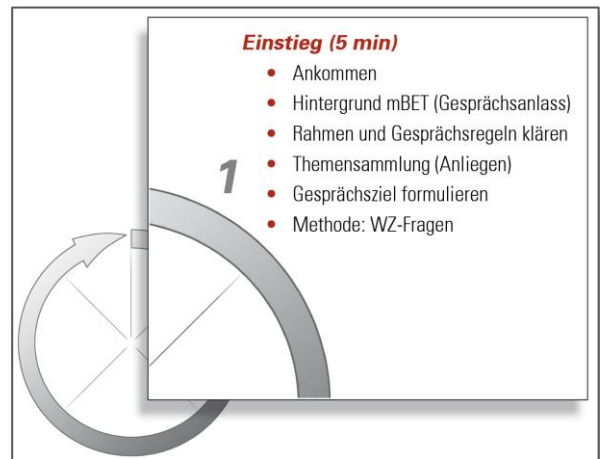 Einstieg (5 min)
• Ankommen
• Hintergrund mBET (Gesprächsanlass)
• Rahmen und Gesprächsregeln klären
• Themensammlung (Anliegen)
• Gesprächsziel formulieren
• Methode: WZ-Fragen
1